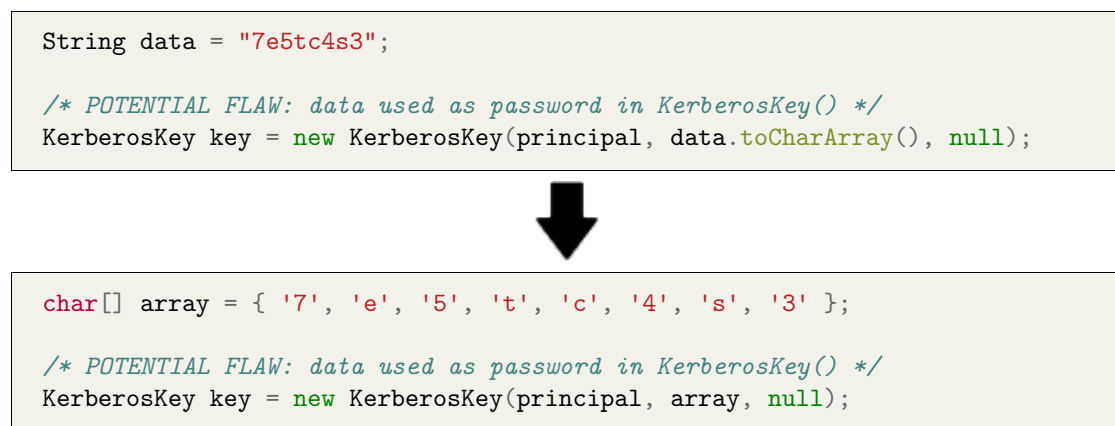 String data = "7e5tc4s3";
/* POTENTIAL FLAW: data used as password in KerberosKey() */
KerberosKey key = new KerberosKey(principal, data.toCharArray(), null);
char[] array = { '7', 'e', '5', 't', 'c', '4', 's', '3' };
/* POTENTIAL FLAW: data used as password in KerberosKey() */
KerberosKey key = new KerberosKey(principal, array, null);